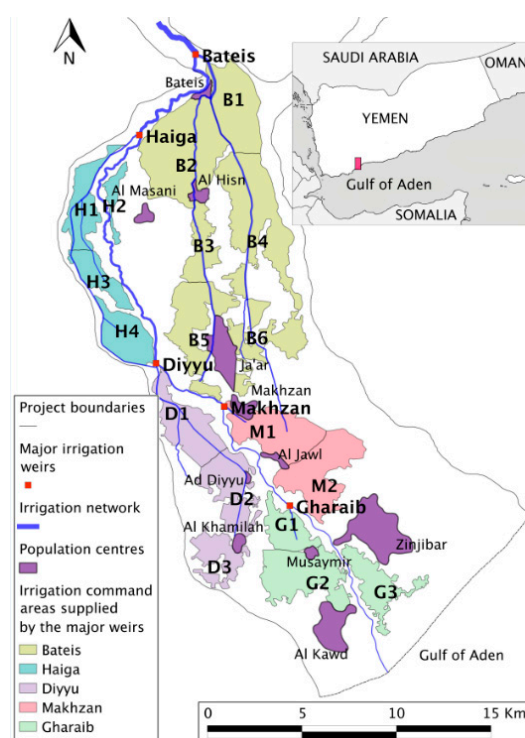 N
Bateis
Bateis
B1
Haiga
B2
Al Hisn
Al Masani
H1
H2
B3
B4
H3
H4
B5
B6
Ja'ar
Diyyu
Makhzan
Makhzan
D1
M1
Al Jawl
Ad Diyyu
D2
M2
Gharaib
Al Khamilah
G1
Zinjibar
Musaymir
D3
G2
G3
Al Kawd
Gulf of Aden
SAUDI ARABIA
OMAN
YEMEN
Gulf of Aden
SOMALIA
Project boundaries
Major irrigation
weirs
Irrigation network
Population centres
Irrigation command
areas supplied
by the major weirs
Bateis
Haiga
Diyyu
Makhzan
Gharaib
0 5 10 15 Km